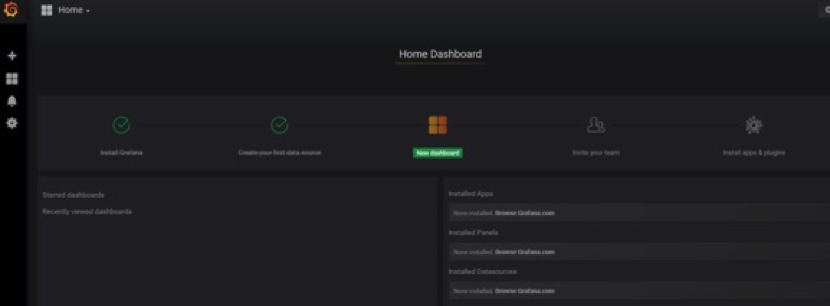 Home
Home Dashboard
Install Grafana
Create your first data source
New dashboard
Invite your team
Install apps & plugins
Starred dashboards
Recently viewed dashboards
Installed Apps
None installed. Browse Grafana.com
Installed Panels
None installed. Browse Grafana.com
Installed Datasources
None installed. Browse Grafana.com